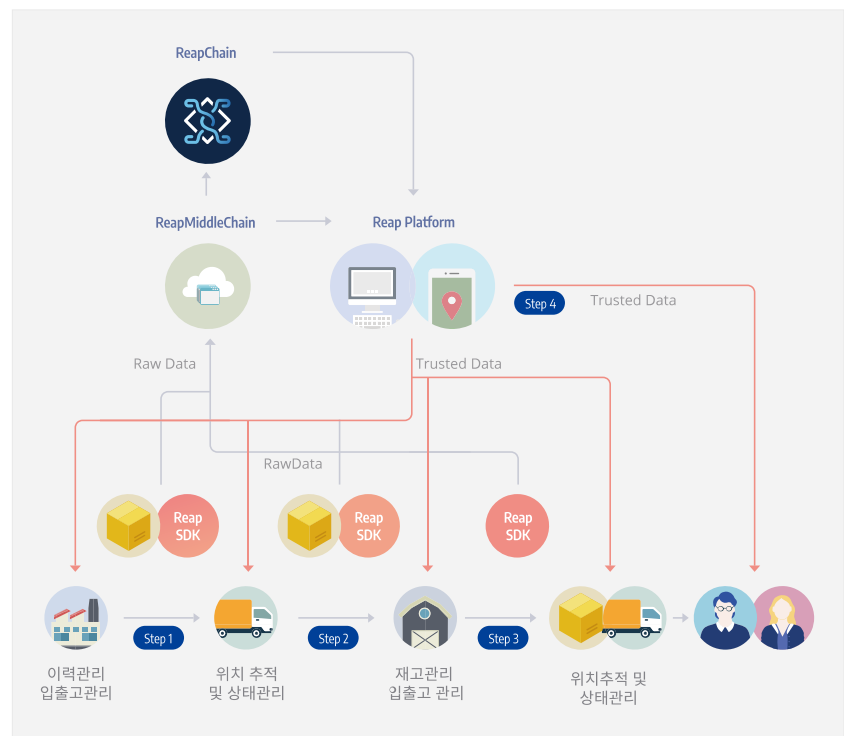 ReapChain
ReapMiddleChain
Reap Platform
Step 4
Trusted Data
Raw Data
Trusted Data
RawData
Reap
SDK
Reap
SDK
Reap
SDK
Step 1
Step 2
Step 3
이력관리
입출고관리
위치 추적
및 상태관리
재고관리
입출고 관리
위치추적 및
상태관리